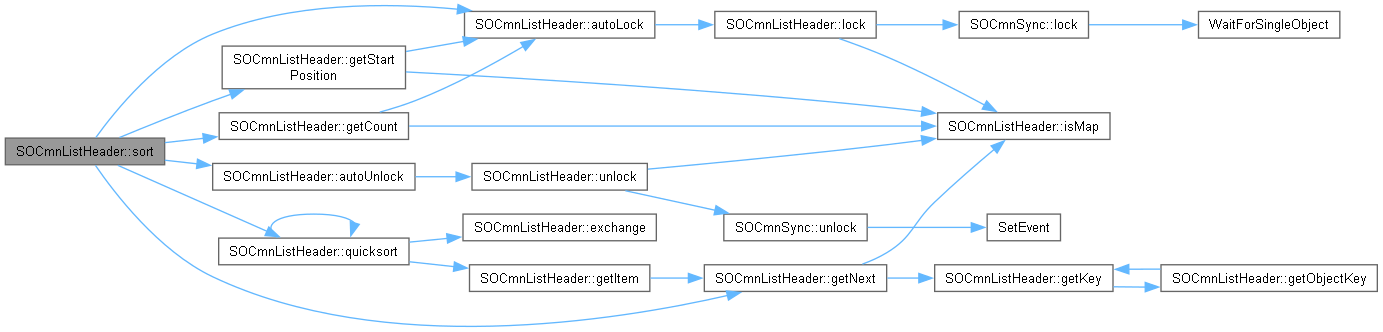 SOCmnListHeader::sort
SOCmnListHeader::autoLock
SOCmnListHeader::lock
SOCmnSync::lock
WaitForSingleObject
SOCmnListHeader::getStart
Position
SOCmnListHeader::getCount
SOCmnListHeader::isMap
SOCmnListHeader::autoUnlock
SOCmnListHeader::unlock
SOCmnListHeader::quicksort
SOCmnListHeader::exchange
SOCmnSync::unlock
SetEvent
SOCmnListHeader::getItem
SOCmnListHeader::getNext
SOCmnListHeader::getKey
SOCmnListHeader::getObjectKey